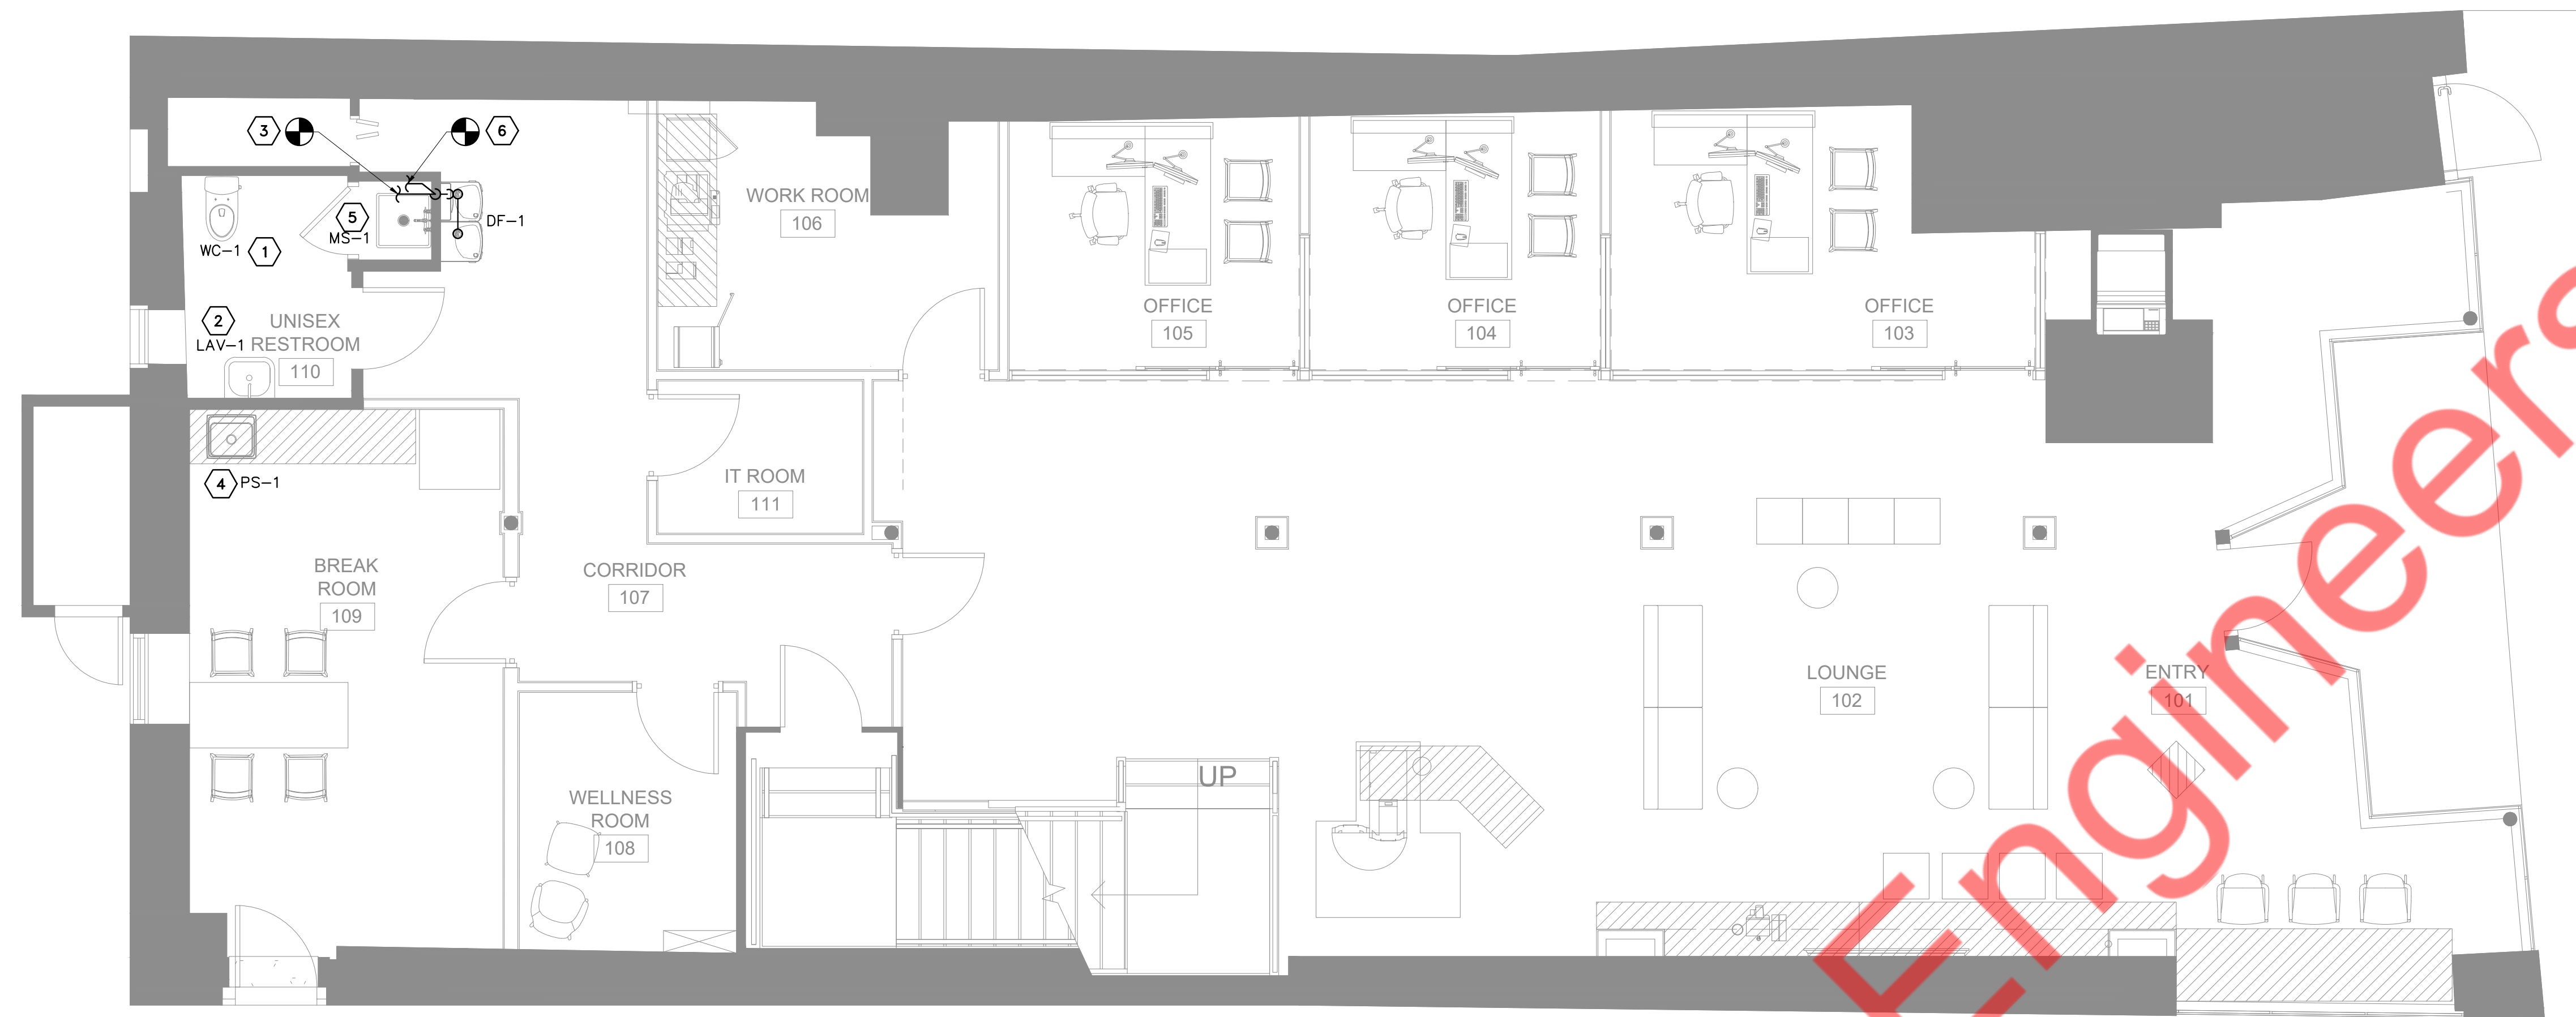 3
6
WORK ROOM
106
5
MS-1
DF-1
WC-1
1
OFFICE
105
OFFICE
104
OFFICE
103
2
UNISEX
LAV-1 RESTROOM
110
4
PS-1
IT ROOM
111
BREAK
ROOM
109
CORRIDOR
107
LOUNGE
102
ENTRY
101
UP
WELLNESS
ROOM
108
Engineers